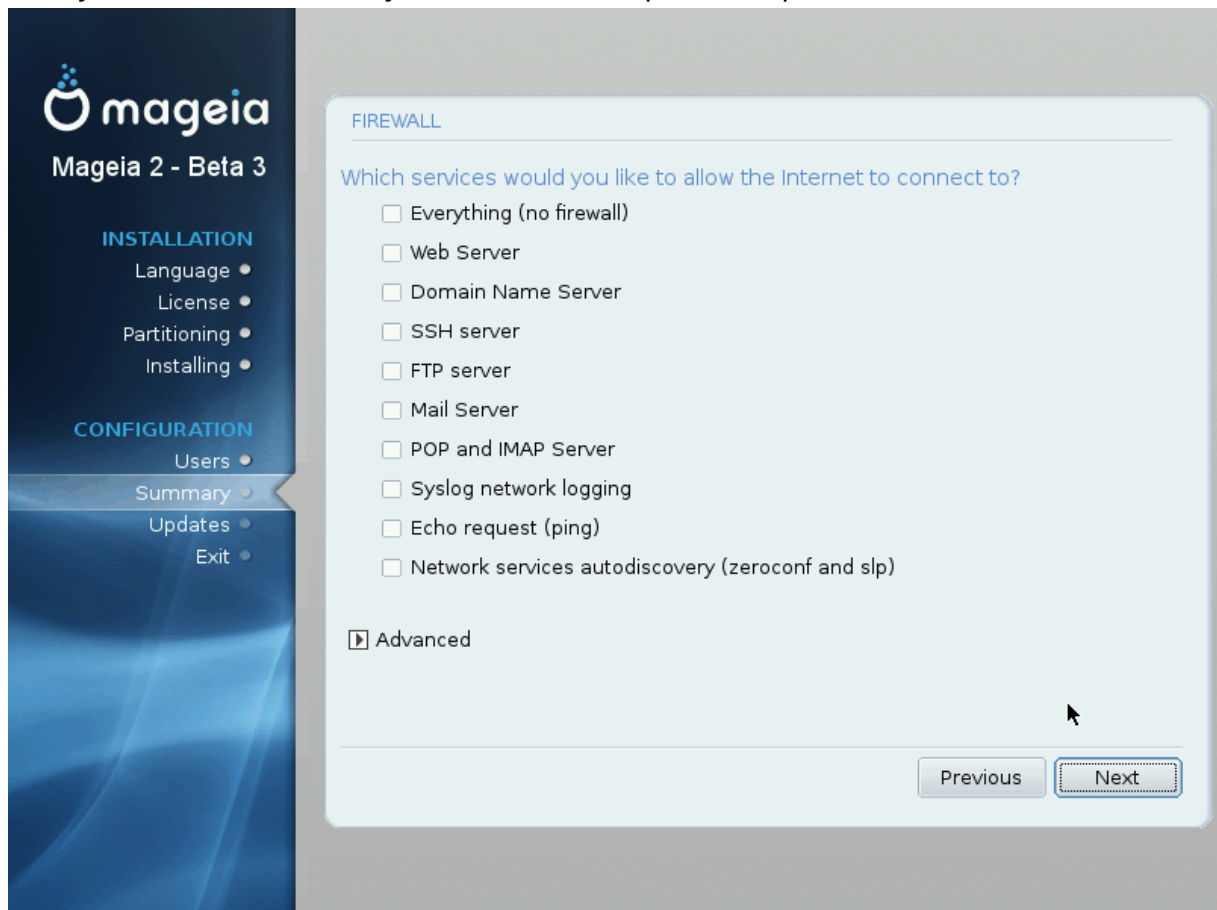 mageia
Mageia 2 - Beta 3
INSTALLATION
Language
License
Partitioning
Installing
CONFIGURATION
Users
Summary
Updates
Exit
FIREWALL
Which services would you like to allow the Internet to connect to?
Everything (no firewall)
Web Server
Domain Name Server
SSH server
FTP server
Mail Server
POP and IMAP Server
Syslog network logging
Echo request (ping)
Network services autodiscovery (zeroconf and slp)
Advanced
Previous
Next